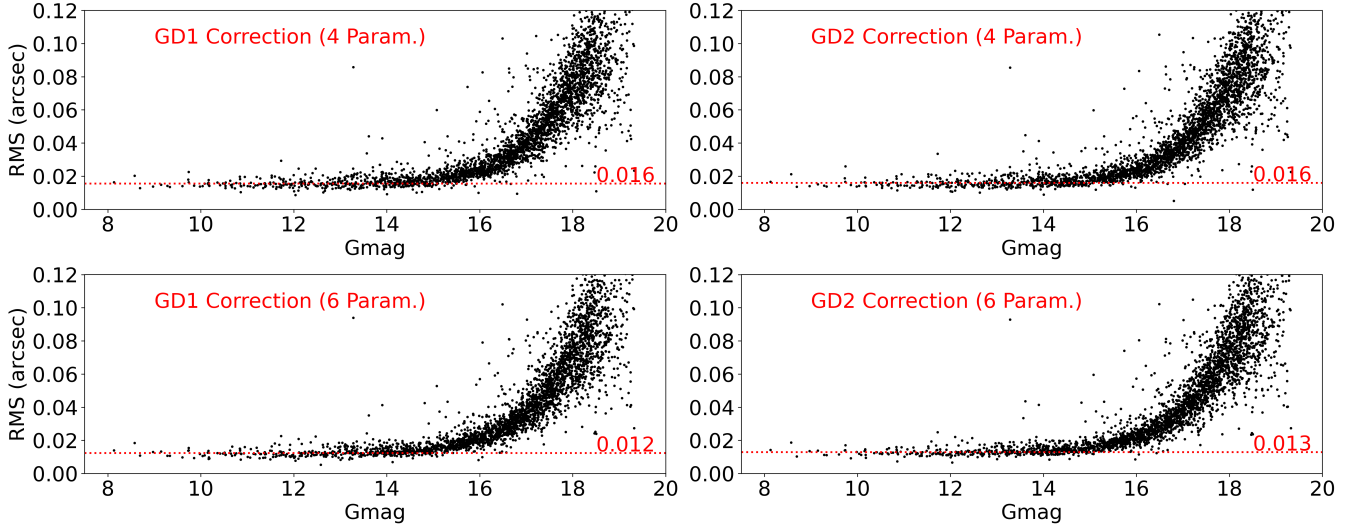 GD1 Correction (4 Param.)
RMS (arcsec)
0.12
0.10
0.08
0.06
0.04
0.02
0.00
0.016
8 10 12 14 16 18 20
Gmag
GD2 Correction (4 Param.)
0.12
0.10
0.08
0.06
0.04
0.02
0.00
0.016
8 10 12 14 16 18 20
Gmag
GD1 Correction (6 Param.)
RMS (arcsec)
0.12
0.10
0.08
0.06
0.04
0.02
0.00
0.012
8 10 12 14 16 18 20
Gmag
GD2 Correction (6 Param.)
0.12
0.10
0.08
0.06
0.04
0.02
0.00
0.013
8 10 12 14 16 18 20
Gmag